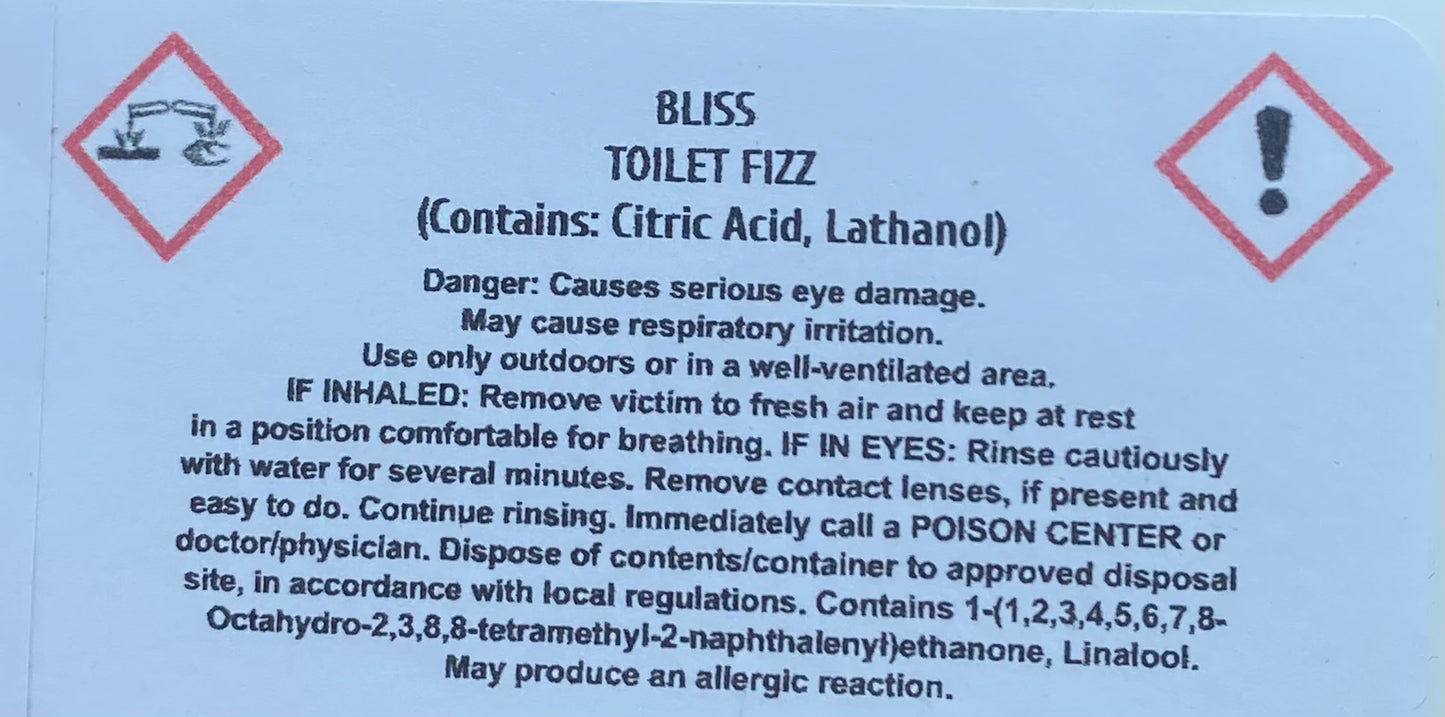 BLISS
TOILET FIZZ
(Contains: Citric Acid, Lathanol)
Danger: Causes serious eye damage.
May cause respiratory irritation.
Use only outdoors or in a well-ventilated area.
IF INHALED: Remove victim to fresh air and keep at rest
in a position comfortable for breathing. IF IN EYES: Rinse cautiously
with water for several minutes. Remove contact lenses, if present and
easy to do. Continue rinsing. Immediately call a POISON CENTER or
doctor/physician. Dispose of contents/container to approved disposal
site, in accordance with local regulations. Contains 1-(1,2,3,4,5,6,7,8-
Octahydro-2,3,8,8-tetramethyl-2-naphthalenyl)ethanone, Linalool.
May produce an allergic reaction.